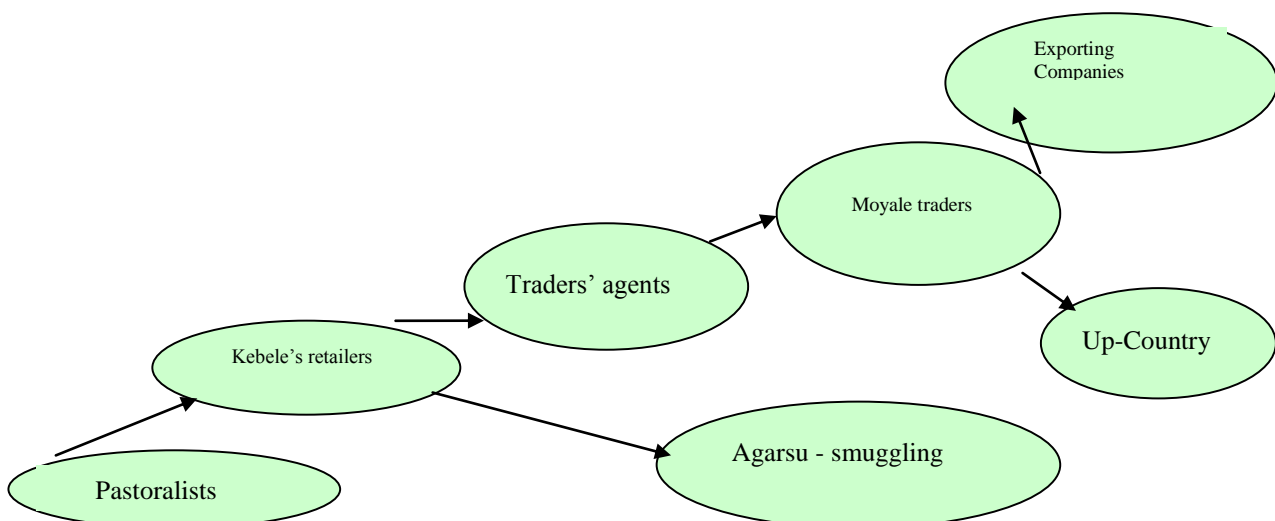 Exporting
Companies
Moyale traders
Traders’ agents
Up-Country
Kebele’s retailers
Agarsu - smuggling
Pastoralists